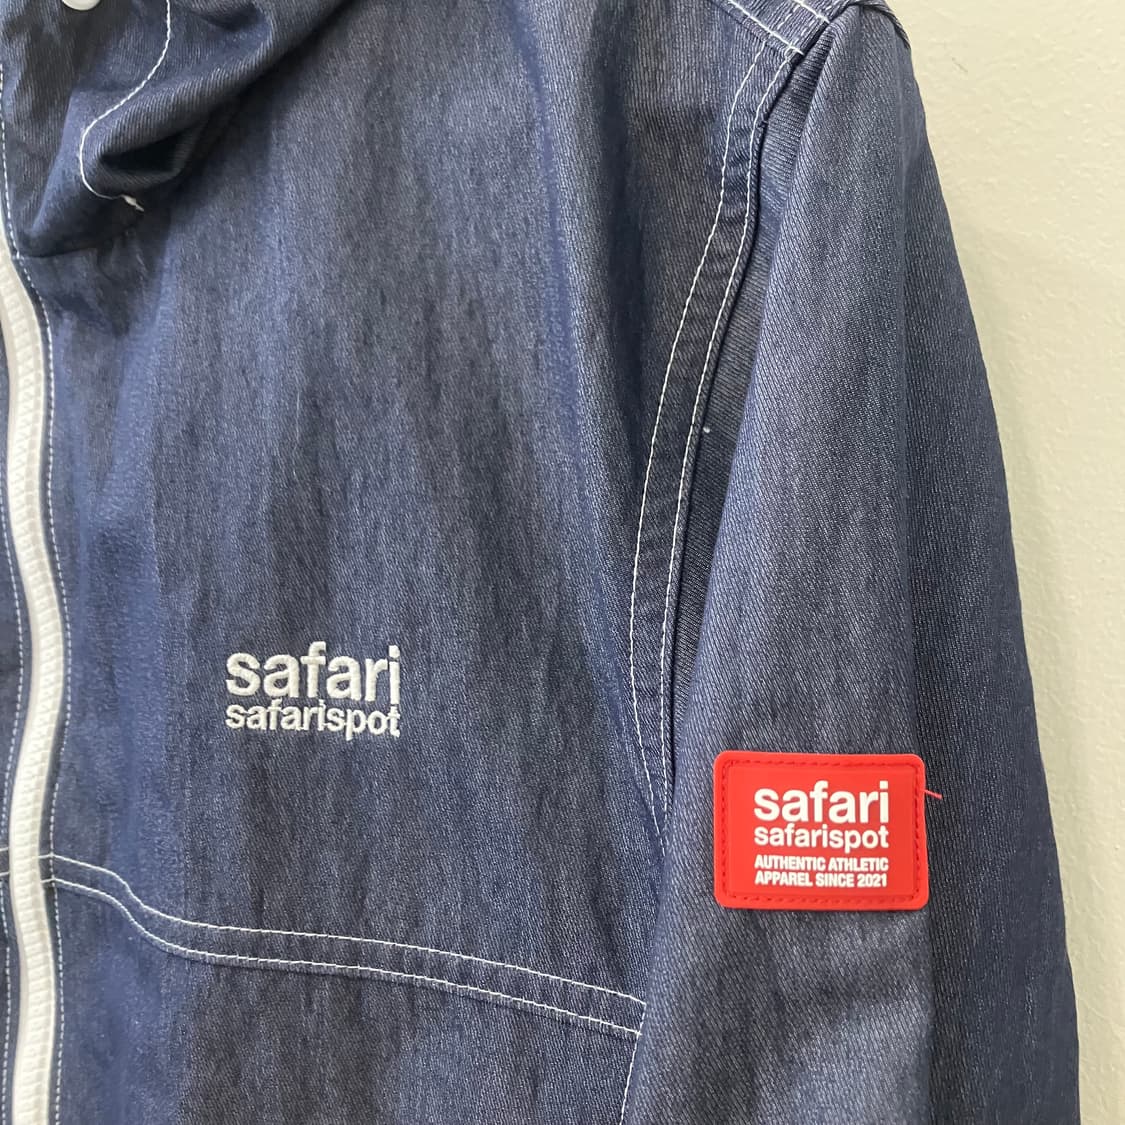 safari
safarispot
safari
safarispot
AUTHENTIC ATHLETIC
APPAREL SINCE 2021